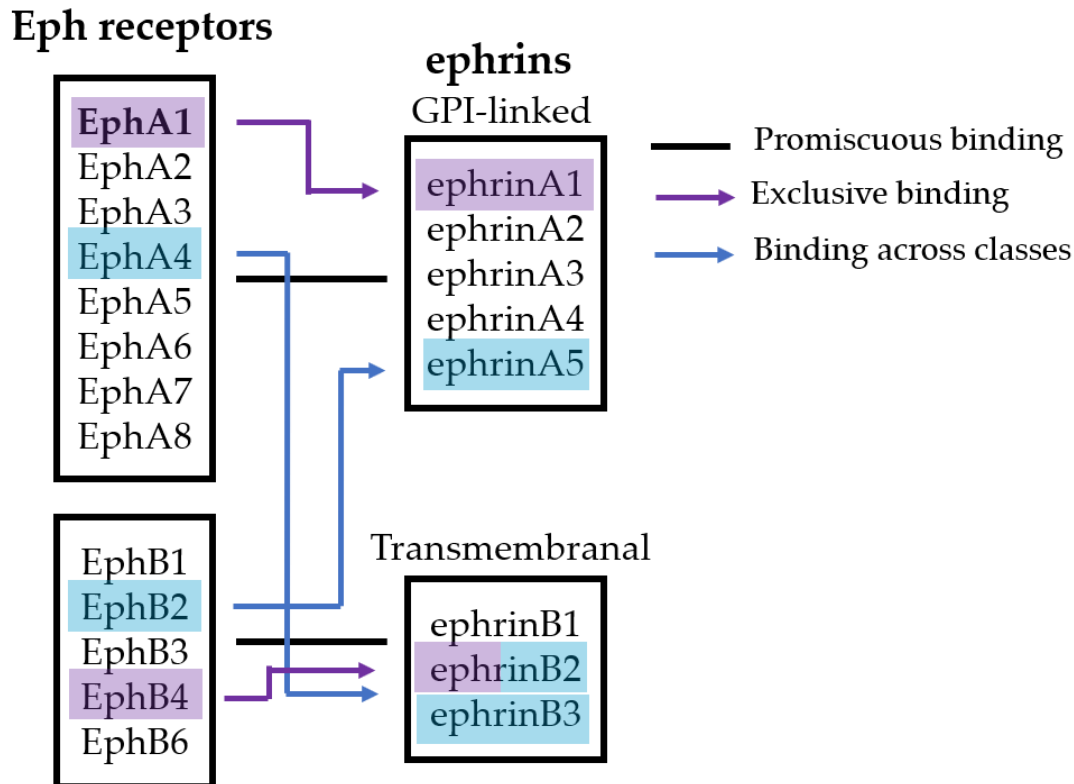 Eph receptors
EphA1
EphA2
EphA3
EphA4
EphA5
EphA6
EphA7
EphA8
EphB1
EphB2
EphB3
EphB4
EphB6
ephrins
GPI-linked
ephrinA1
ephrinA2
ephrinA3
ephrinA4
ephrinA5
Transmembranal
ephrinB1
ephrinB2
ephrinB3
Promiscuous binding
Exclusive binding
Binding across classes